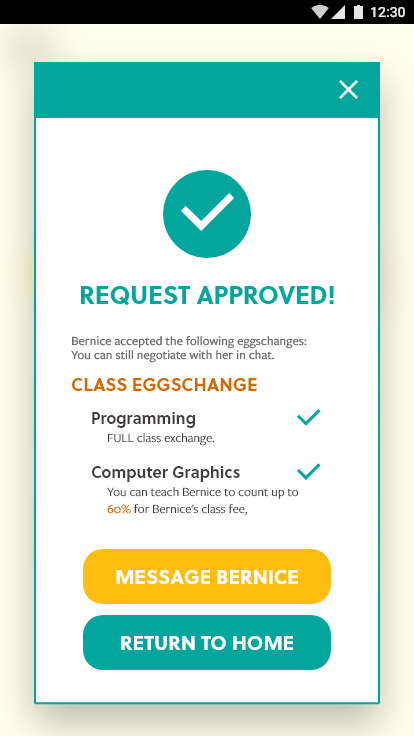 12:30
REQUEST APPROVED!
Bernice accepted the following eggschanges:
You can still negotiate with her in chat.
CLASS EGGSCHANGE
Programming
FULL class exchange.
Computer Graphics
You can teach Bernice to count up to
60% for Bernice's class fee,
MESSAGE BERNICE
RETURN TO HOME